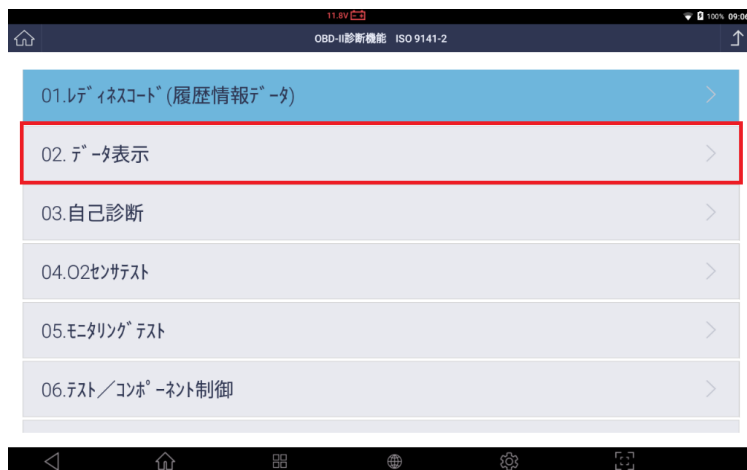 11.8V
100% 09:06
OBD-II診断機能 ISO 9141-2
01.ﾚﾃﾞｨﾈｽｺｰﾄﾞ(履歴情報ﾃﾞｰﾀ)
02.ﾃﾞｰﾀ表示
03.自己診断
04.O2ｾﾝｻﾃｽﾄ
05.ﾓﾆﾀﾘﾝｸﾞﾃｽﾄ
06.ﾃｽﾄ／ｺﾝﾎﾟｰﾈﾝﾄ制御